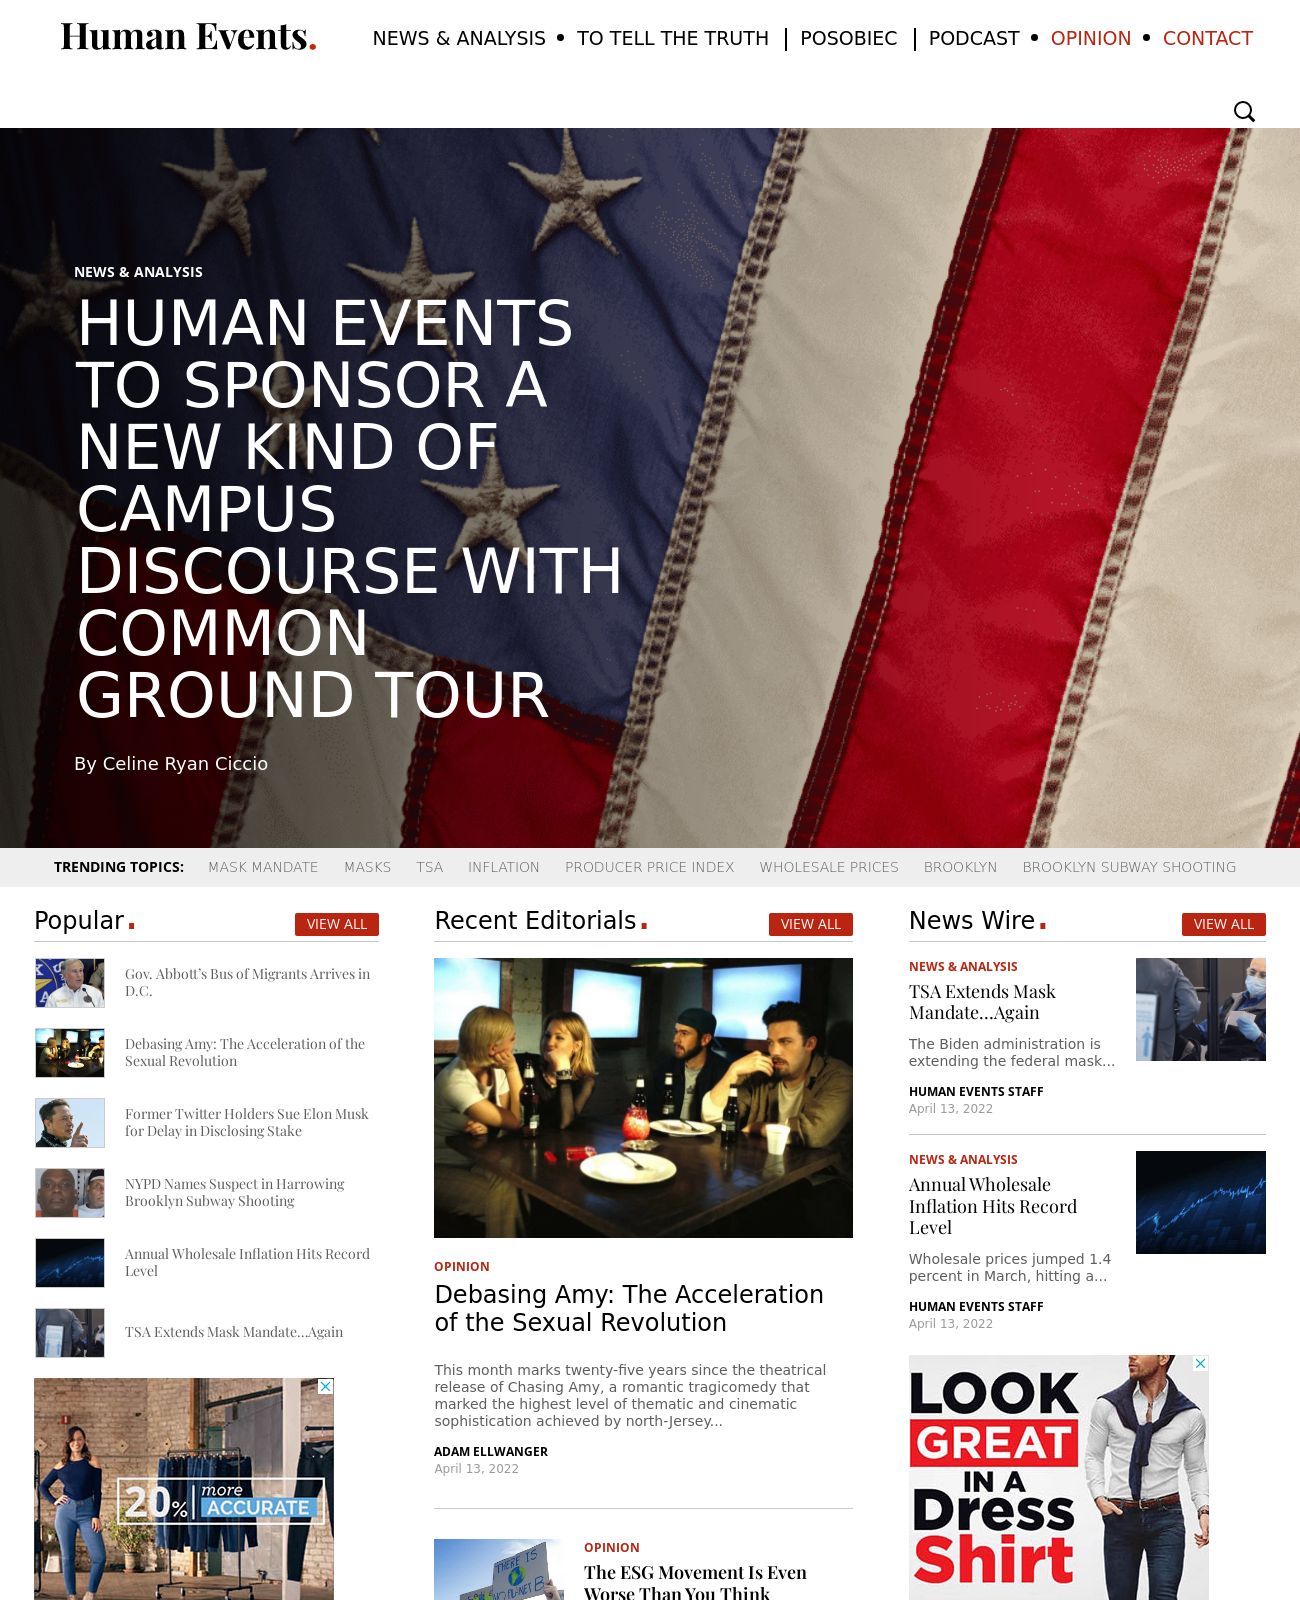 Human Events.
NEWS & ANALYSIS • TO TELL THE TRUTH | POSOBIEC | PODCAST • OPINION • CONTACT
NEWS & ANALYSIS
HUMAN EVENTS
TO SPONSOR A
NEW KIND OF
CAMPUS
DISCOURSE WITH
COMMON
GROUND TOUR
By Celine Ryan Ciccio
TRENDING TOPICS: MASK MANDATE MASKS TSA INFLATION PRODUCER PRICE INDEX WHOLESALE PRICES BROOKLYN BROOKLYN SUBWAY SHOOTING
Popular.
VIEW ALL
Gov. Abbott's Bus of Migrants Arrives in
D.C.
Debasing Amy: The Acceleration of the
Sexual Revolution
Former Twitter Holders Sue Elon Musk
for Delay in Disclosing Stake
NYPD Names Suspect in Harrowing
Brooklyn Subway Shooting
Annual Wholesale Inflation Hits Record
Level
TSA Extends Mask Mandate...Again
20% more
ACCURATE
Recent Editorials.
VIEW ALL
OPINION
Debasing Amy: The Acceleration
of the Sexual Revolution
This month marks twenty-five years since the theatrical
release of Chasing Amy, a romantic tragicomedy that
marked the highest level of thematic and cinematic
sophistication achieved by north-Jersey...
ADAM ELLWANGER
April 13, 2022
THERE IS
NO PLANET B
OPINION
The ESG Movement Is Even
Worse Than You Think
News Wire.
VIEW ALL
NEWS & ANALYSIS
TSA Extends Mask
Mandate...Again
The Biden administration is
extending the federal mask...
HUMAN EVENTS STAFF
April 13, 2022
NEWS & ANALYSIS
Annual Wholesale
Inflation Hits Record
Level
Wholesale prices jumped 1.4
percent in March, hitting a...
HUMAN EVENTS STAFF
April 13, 2022
LOOK
GREAT
IN A
Dress
Shirt